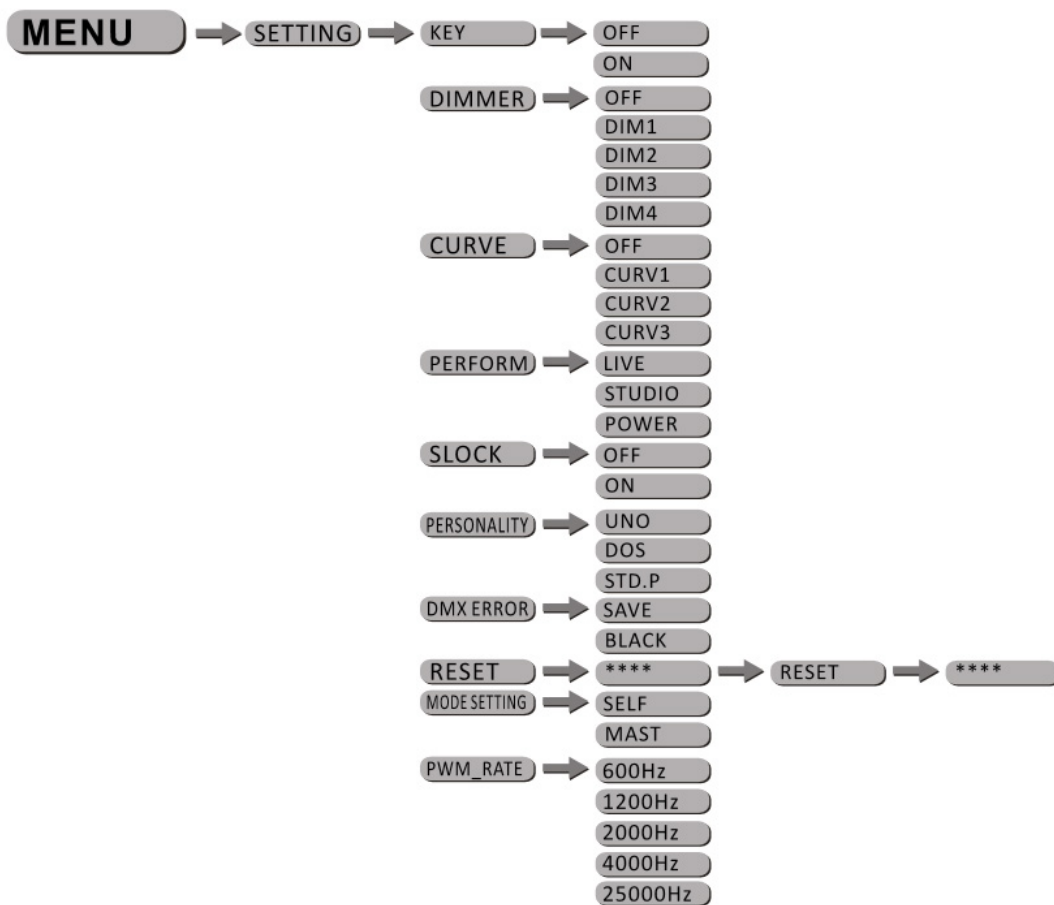 MENU SETTING KEY OFF
ON
DIMMER OFF
DIM1
DIM2
DIM3
DIM4
CURVE OFF
CURV1
CURV2
CURV3
PERFORM LIVE
STUDIO
POWER
SLOCK OFF
ON
PERSONALITY UNO
DOS
STD.P
DMX ERROR SAVE
BLACK
RESET **** RESET ****
MODE SETTING SELF
MAST
PWM_RATE 600Hz
1200Hz
2000Hz
4000Hz
25000Hz